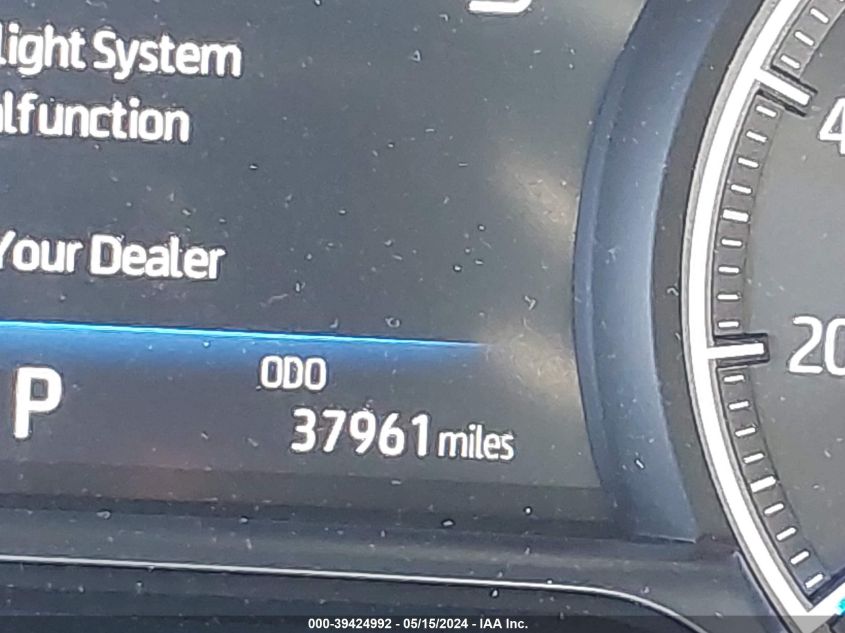 light System
lfunction
Your Dealer
ODO
P
37961 miles
4
20
000-39424992 - 05/15/2024 - IAA Inc.